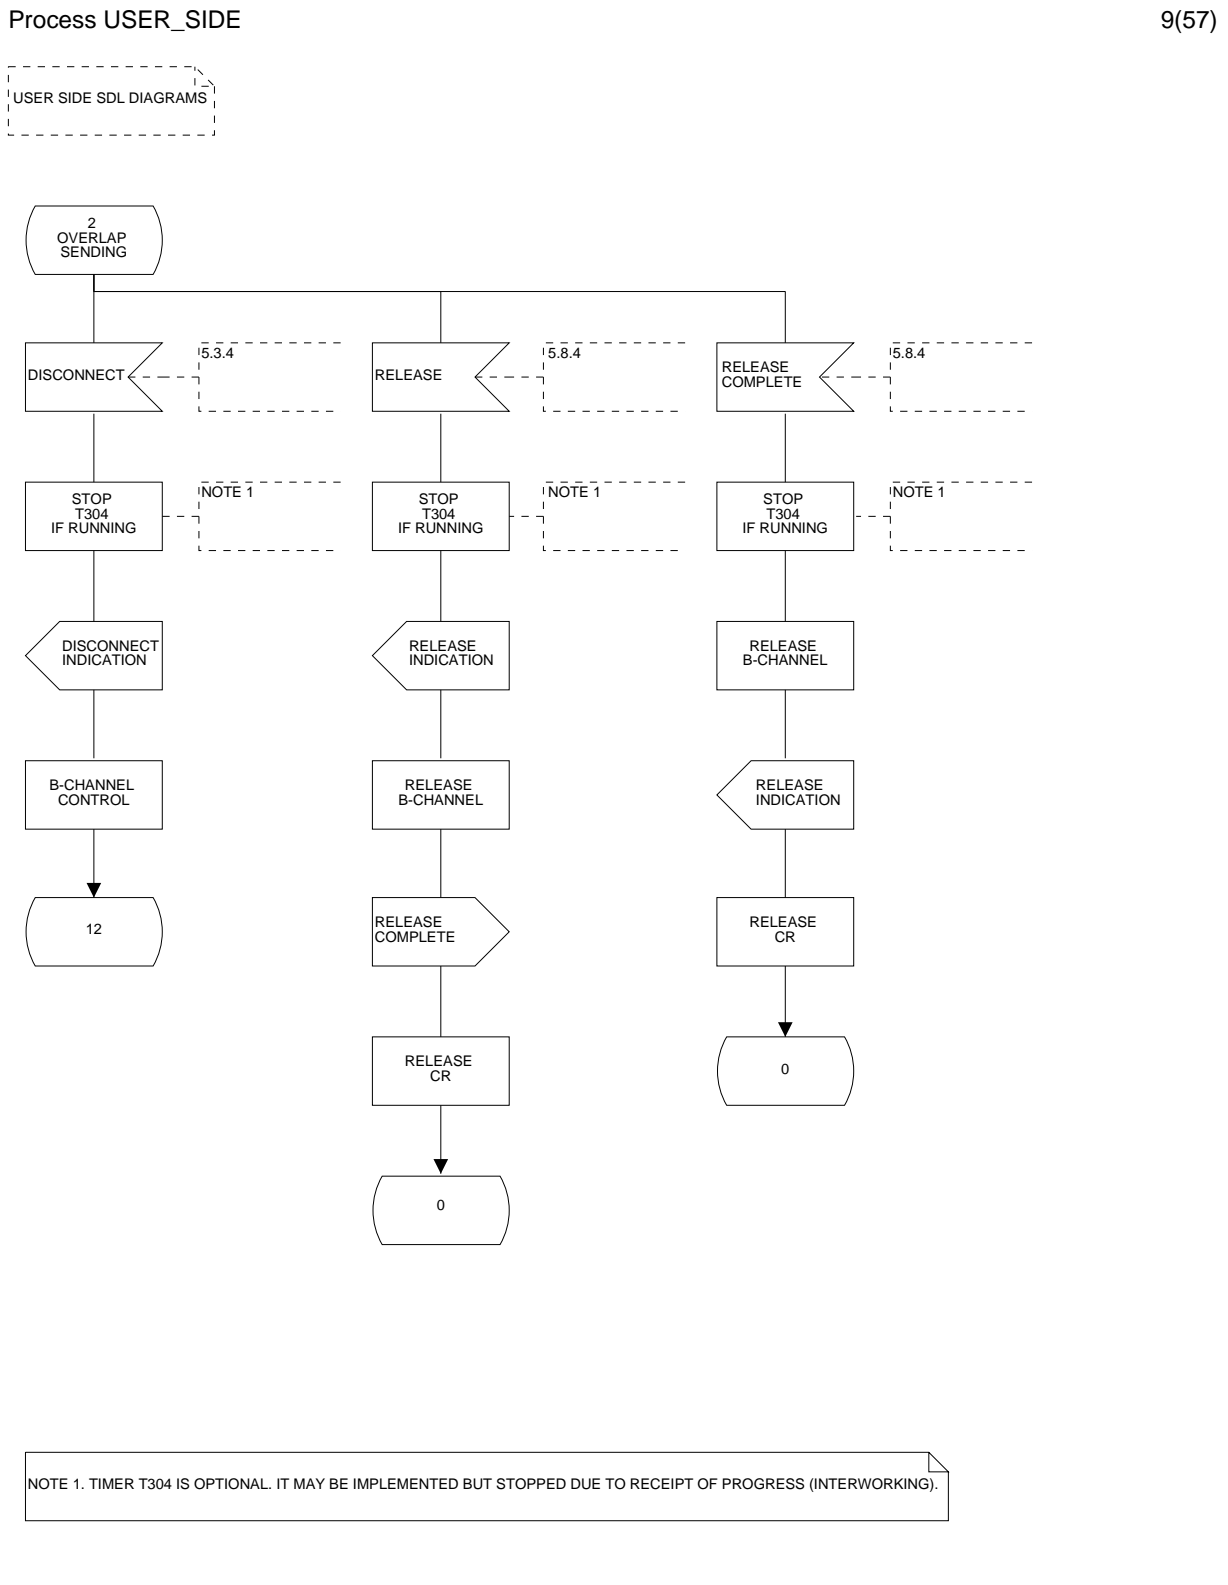 Process USER_SIDE
9(57)
USER SIDE SDL DIAGRAMS
2
OVERLAP
SENDING
DISCONNECT
5.3.4
RELEASE
5.8.4
RELEASE
COMPLETE
5.8.4
STOP
T304
IF RUNNING
NOTE 1
STOP
T304
IF RUNNING
NOTE 1
STOP
T304
IF RUNNING
NOTE 1
DISCONNECT
INDICATION
RELEASE
INDICATION
RELEASE
B-CHANNEL
B-CHANNEL
CONTROL
RELEASE
B-CHANNEL
RELEASE
INDICATION
12
RELEASE
COMPLETE
RELEASE
CR
RELEASE
CR
0
0
NOTE 1. TIMER T304 IS OPTIONAL. IT MAY BE IMPLEMENTED BUT STOPPED DUE TO RECEIPT OF PROGRESS (INTERWORKING).